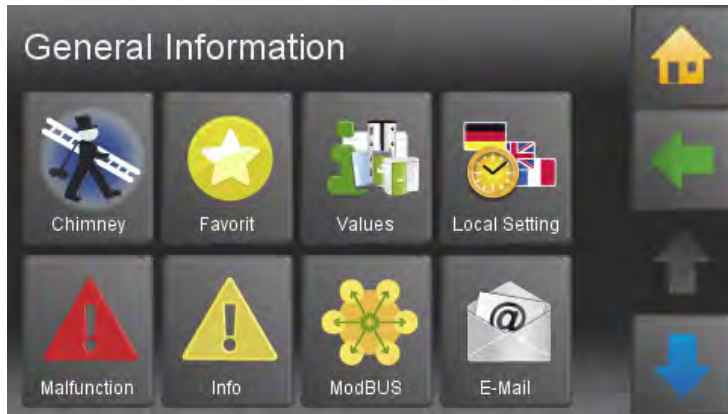 General Information
Chimney Favorit Values Local Setting
@
Malfunction Info ModBUS E-Mail